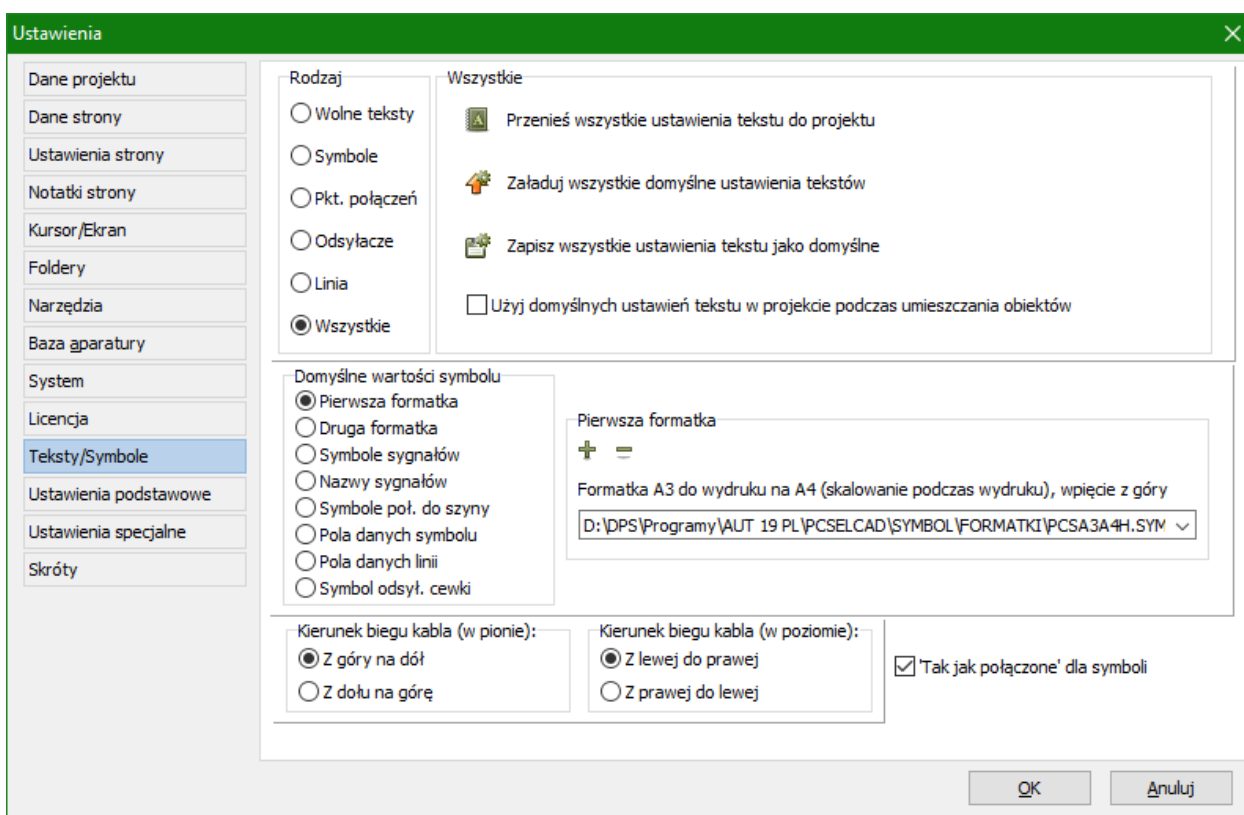 Ustawienia
Dane projektu
Dane strony
Ustawienia strony
Notatki strony
Kursor/Ekran
Foldery
Narzędzia
Baza aparatury
System
Licencja
Teksty/Symbole
Ustawienia podstawowe
Ustawienia specjalne
Skróty
Rodzaj
Wolne teksty
Symbole
Pkt. połączeń
Odsyłacze
Linia
Wszystkie
Wszystkie
Przenieś wszystkie ustawienia tekstu do projektu
Załaduj wszystkie domyślne ustawienia tekstów
Zapisz wszystkie ustawienia tekstu jako domyślne
Użyj domyślnych ustawień tekstu w projekcie podczas umieszczania obiektów
Domyślne wartości symbolu
Pierwsza formatka
Druga formatka
Symbole sygnałów
Nazwy sygnałów
Symbole poł. do szyny
Pola danych symbolu
Pola danych linii
Symbol odsył. cewki
Pierwsza formatka
Formatka A3 do wydruku na A4 (skalowanie podczas wydruku), wpięcie z góry
D:\DPS\Programy\AUT 19 PL\PCSELCAD\SYMBOL\FORMATKI\PCSA3A4H.SYM
Kierunek biegu kabla (w pionie):
Z góry na dół
Z dołu na górę
Kierunek biegu kabla (w poziomie):
Z lewej do prawej
Z prawej do lewej
'Tak jak połączone' dla symboli
OK
Anuluj